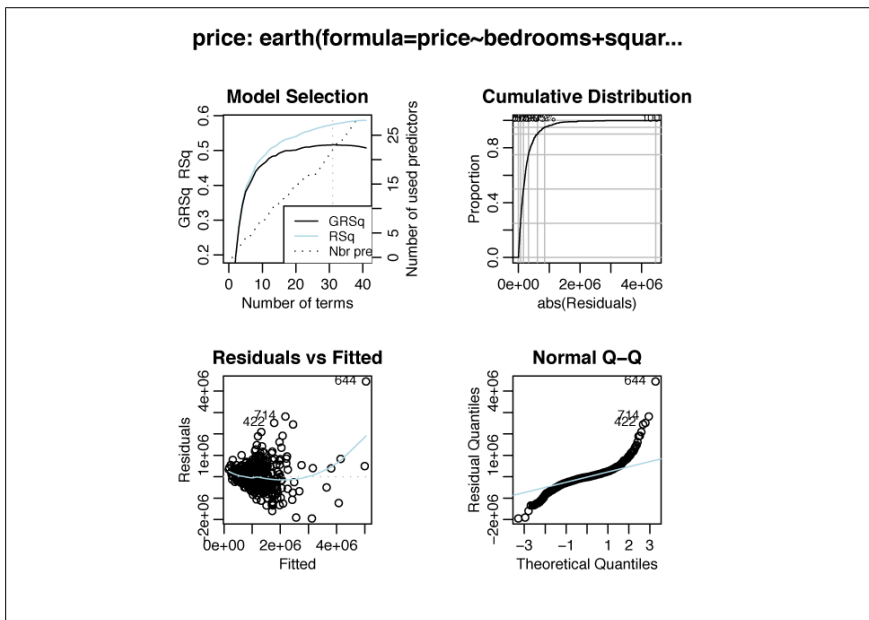 price: earth(formula=price~bedrooms+squar...
Model Selection
GRSq RSq
0.2 0.3 0.4 0.5 0.6
Number of used predictors
0 5 15 25
GRSq
RSq
Nbr pre
0 10 20 30 40
Number of terms
Cumulative Distribution
Proportion
0.0 0.4 0.8
100
0e+00 2e+06 4e+06
abs(Residuals)
Residuals vs Fitted
Residuals
-2e+06 1e+06 4e+06
644
714
422
0e+00 2e+06 4e+06
Fitted
Normal Q-Q
Residual Quantiles
-2e+06 1e+06 4e+06
644
714
422
-3 -1 1 2 3
Theoretical Quantiles